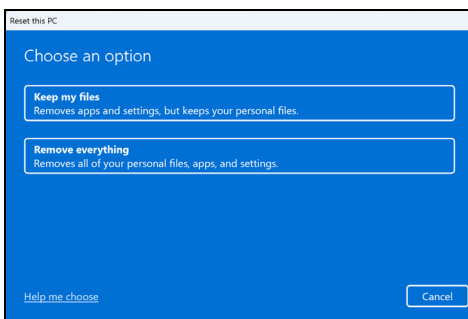 Reset this PC
Choose an option
Keep my files
Removes apps and settings, but keeps your personal files.
Remove everything
Removes all of your personal files, apps, and settings.
Help me choose
Cancel